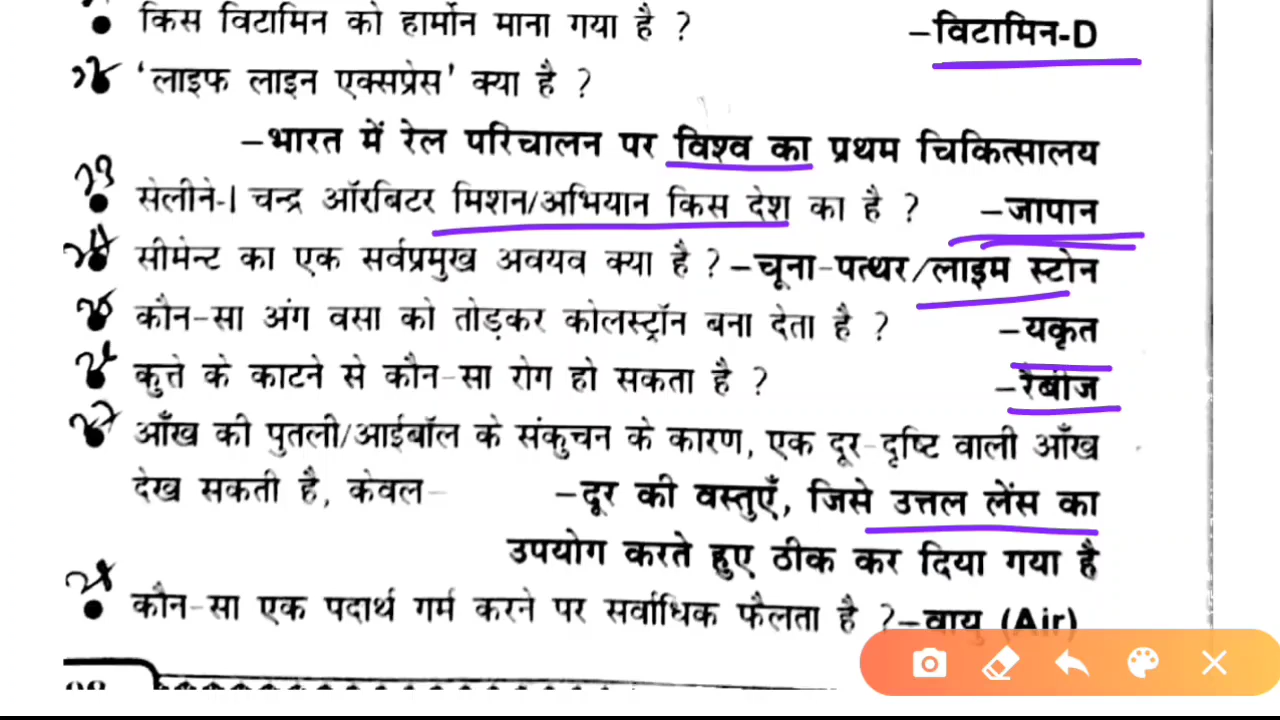 किस विटामिन को हार्मोन माना गया है ? –विटामिन-D
'लाइफ लाइन एक्सप्रेस' क्या है ?
–भारत में रेल परिचालन पर विश्व का प्रथम चिकित्सालय
23
सेलीने-I चन्द्र ऑरबिटर मिशन/अभियान किस देश का है ? –जापान
सीमेन्ट का एक सर्वप्रमुख अवयव क्या है ? –चूना-पत्थर/लाइम स्टोन
कौन-सा अंग वसा को तोड़कर कोलस्ट्रॉन बना देता है ? –यकृत
कुत्ते के काटने से कौन-सा रोग हो सकता है ? –रेबीज
आँख की पुतली/आईबॉल के संकुचन के कारण, एक दूर-दृष्टि वाली आँख
देख सकती है, केवल– –दूर की वस्तुएँ, जिसे उत्तल लेंस का
उपयोग करते हुए ठीक कर दिया गया है
कौन-सा एक पदार्थ गर्म करने पर सर्वाधिक फैलता है ? –वायु (Air)